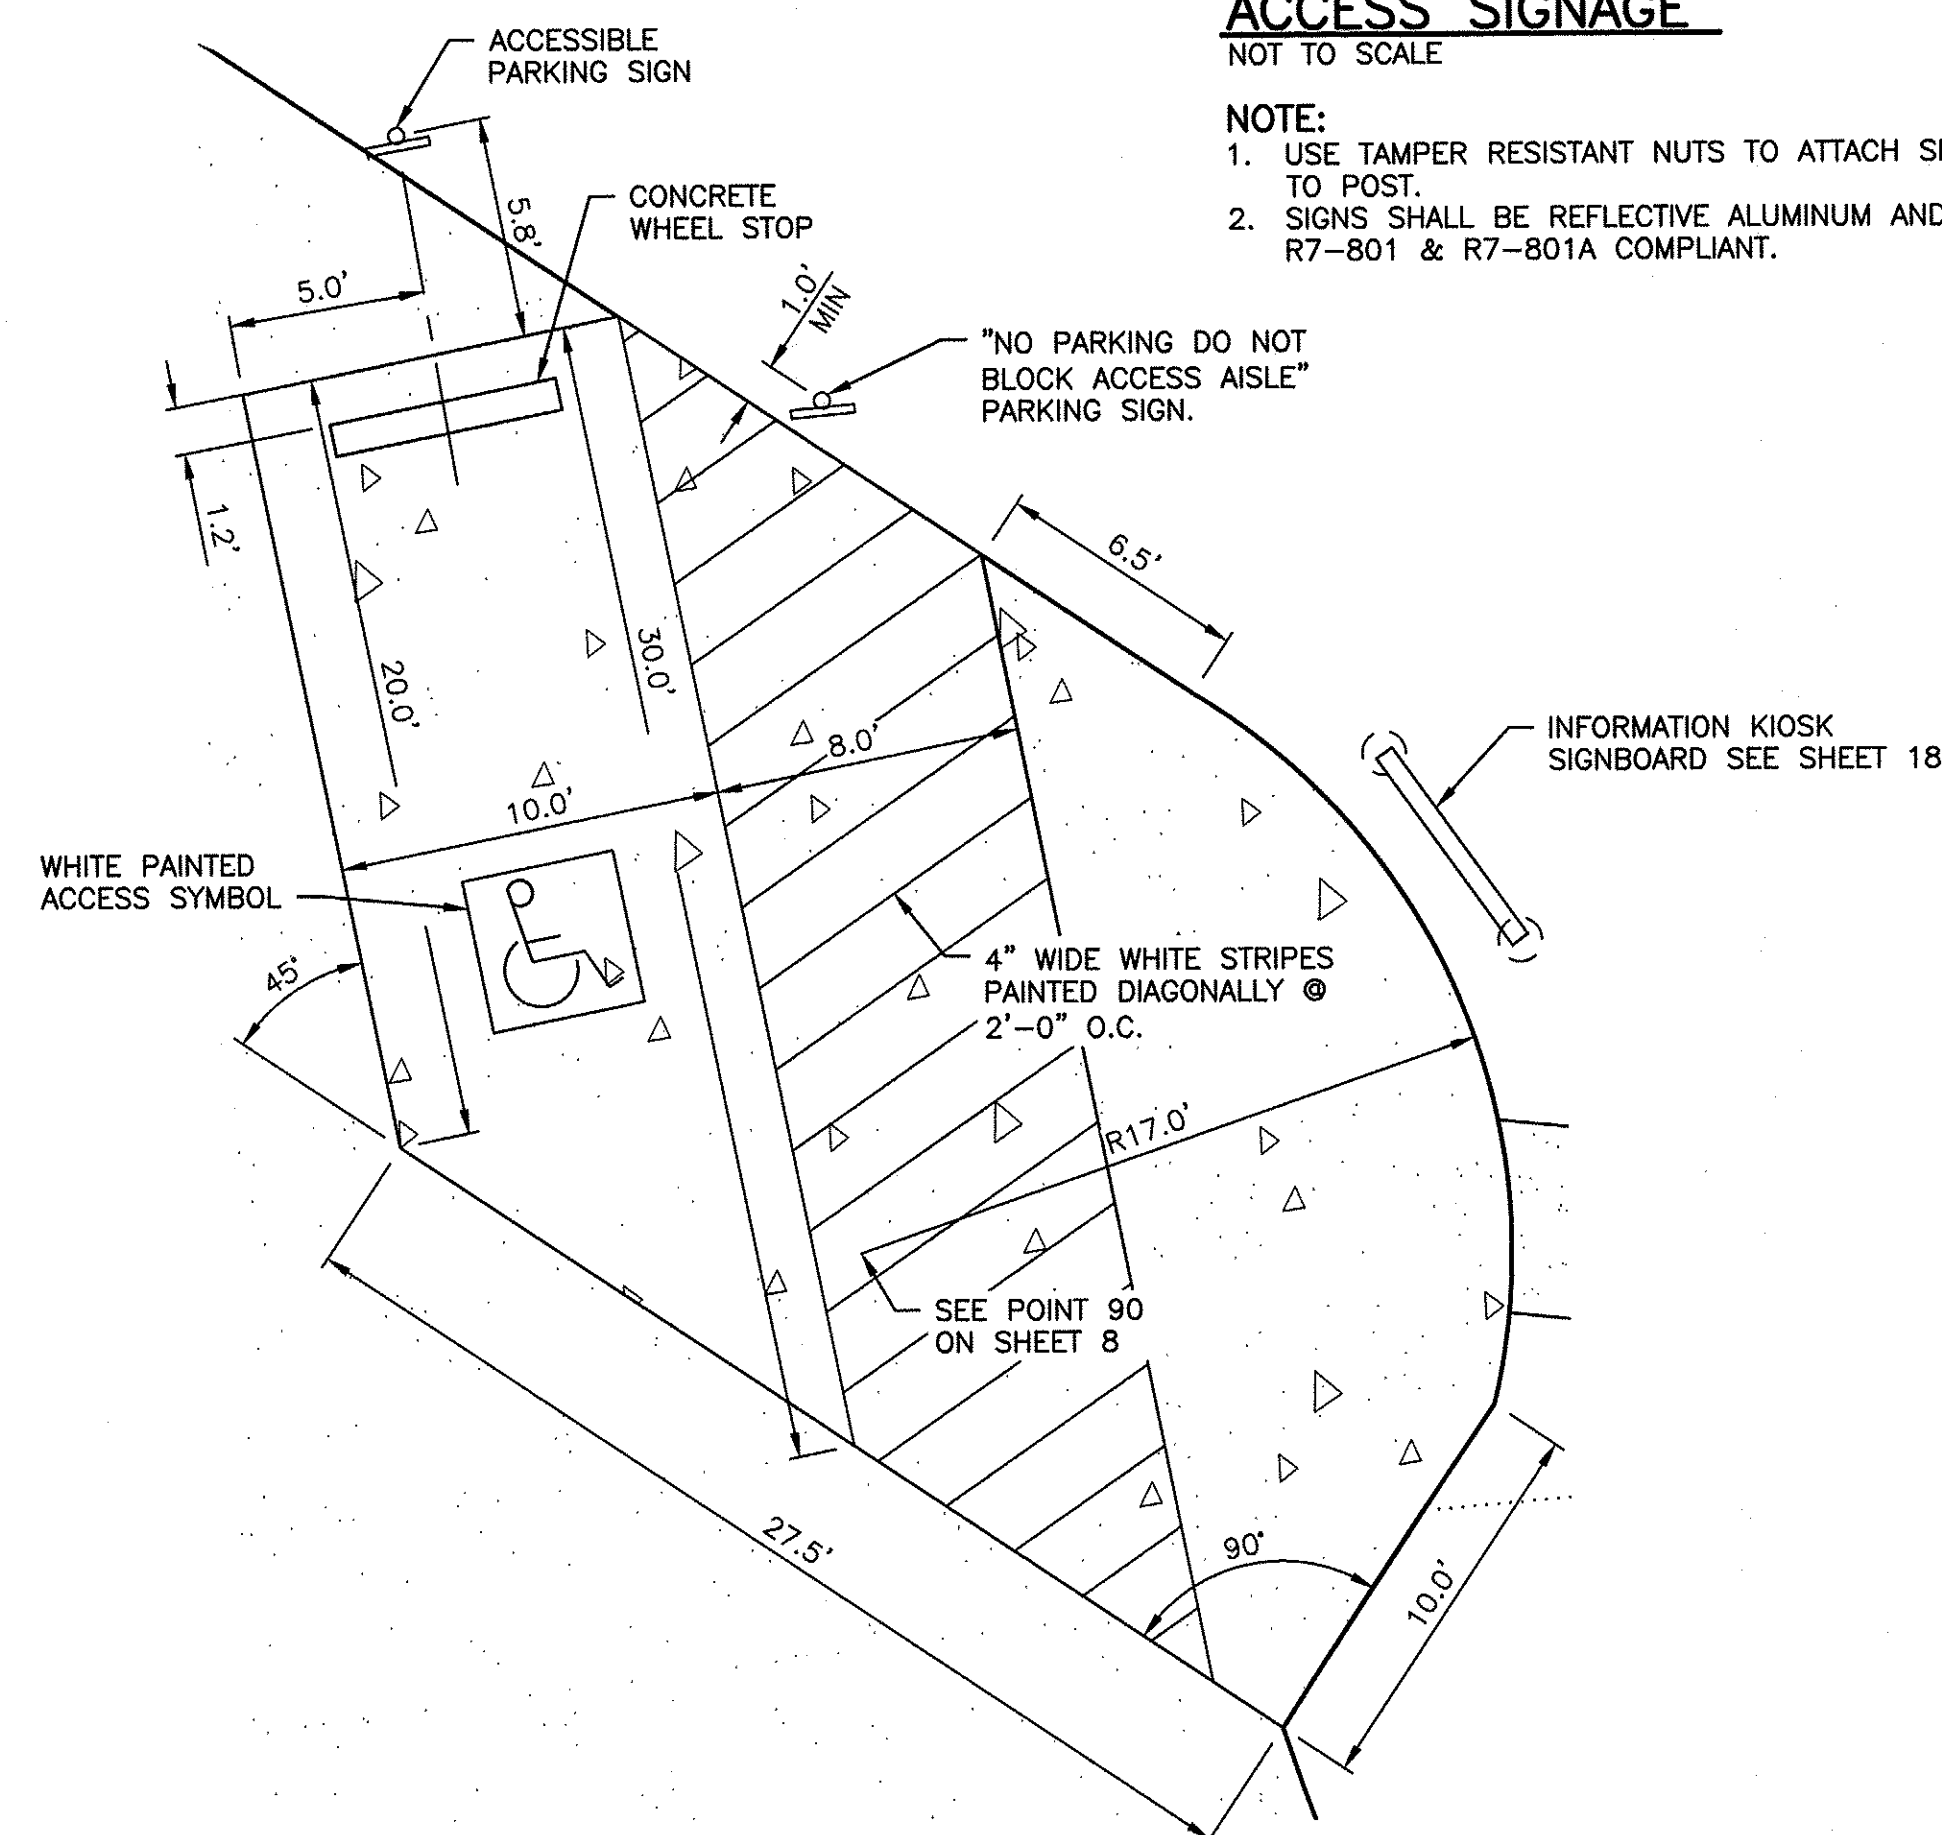 ACCESS SIGNAGE
NOT TO SCALE
NOTE:
1. USE TAMPER RESISTANT NUTS TO ATTACH
TO POST.
2. SIGNS SHALL BE REFLECTIVE ALUMINUM AND
R7-801 & R7-801A COMPLIANT.
ACCESSIBLE
PARKING SIGN
5.8'
CONCRETE
WHEEL STOP
5.0'
1.0'
MIN
"NO PARKING DO NOT
BLOCK ACCESS AISLE"
PARKING SIGN.
1.2'
6.5'
20.0'
30.0'
8.0'
10.0'
INFORMATION KIOSK
SIGNBOARD SEE SHEET 18
WHITE PAINTED
ACCESS SYMBOL
45°
4" WIDE WHITE STRIPES
PAINTED DIAGONALLY @
2'-0" O.C.
R17.0'
SEE POINT 90
ON SHEET 8
27.5'
90°
10.0'